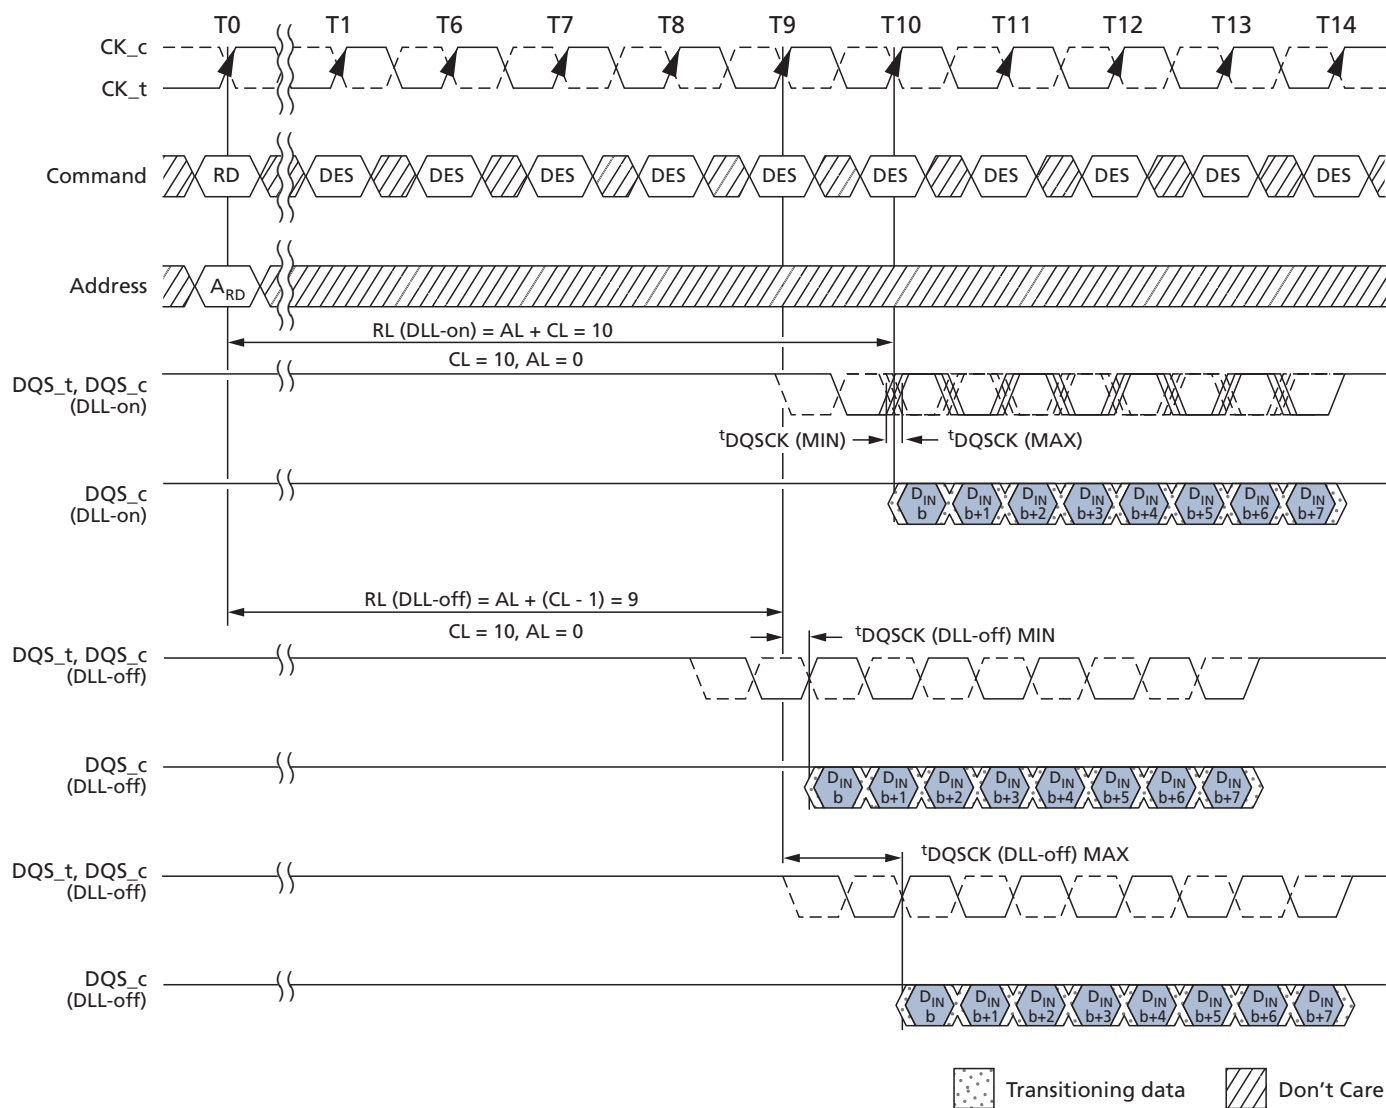 T0 T1 T6 T7 T8 T9 T10 T11 T12 T13 T14
CK_c
CK_t
Command RD DES DES DES DES DES DES DES DES DES DES
Address ARD
RL (DLL-on) = AL + CL = 10
CL = 10, AL = 0
DQS_t, DQS_c
(DLL-on)
tDQSCK (MIN) tDQSCK (MAX)
DQS_c
(DLL-on)
DIN b DIN b+1 DIN b+2 DIN b+3 DIN b+4 DIN b+5 DIN b+6 DIN b+7
RL (DLL-off) = AL + (CL - 1) = 9
CL = 10, AL = 0
tDQSCK (DLL-off) MIN
DQS_t, DQS_c
(DLL-off)
DQS_c
(DLL-off)
DIN b DIN b+1 DIN b+2 DIN b+3 DIN b+4 DIN b+5 DIN b+6 DIN b+7
tDQSCK (DLL-off) MAX
DQS_t, DQS_c
(DLL-off)
DQS_c
(DLL-off)
DIN b DIN b+1 DIN b+2 DIN b+3 DIN b+4 DIN b+5 DIN b+6 DIN b+7
Transitioning data Don't Care